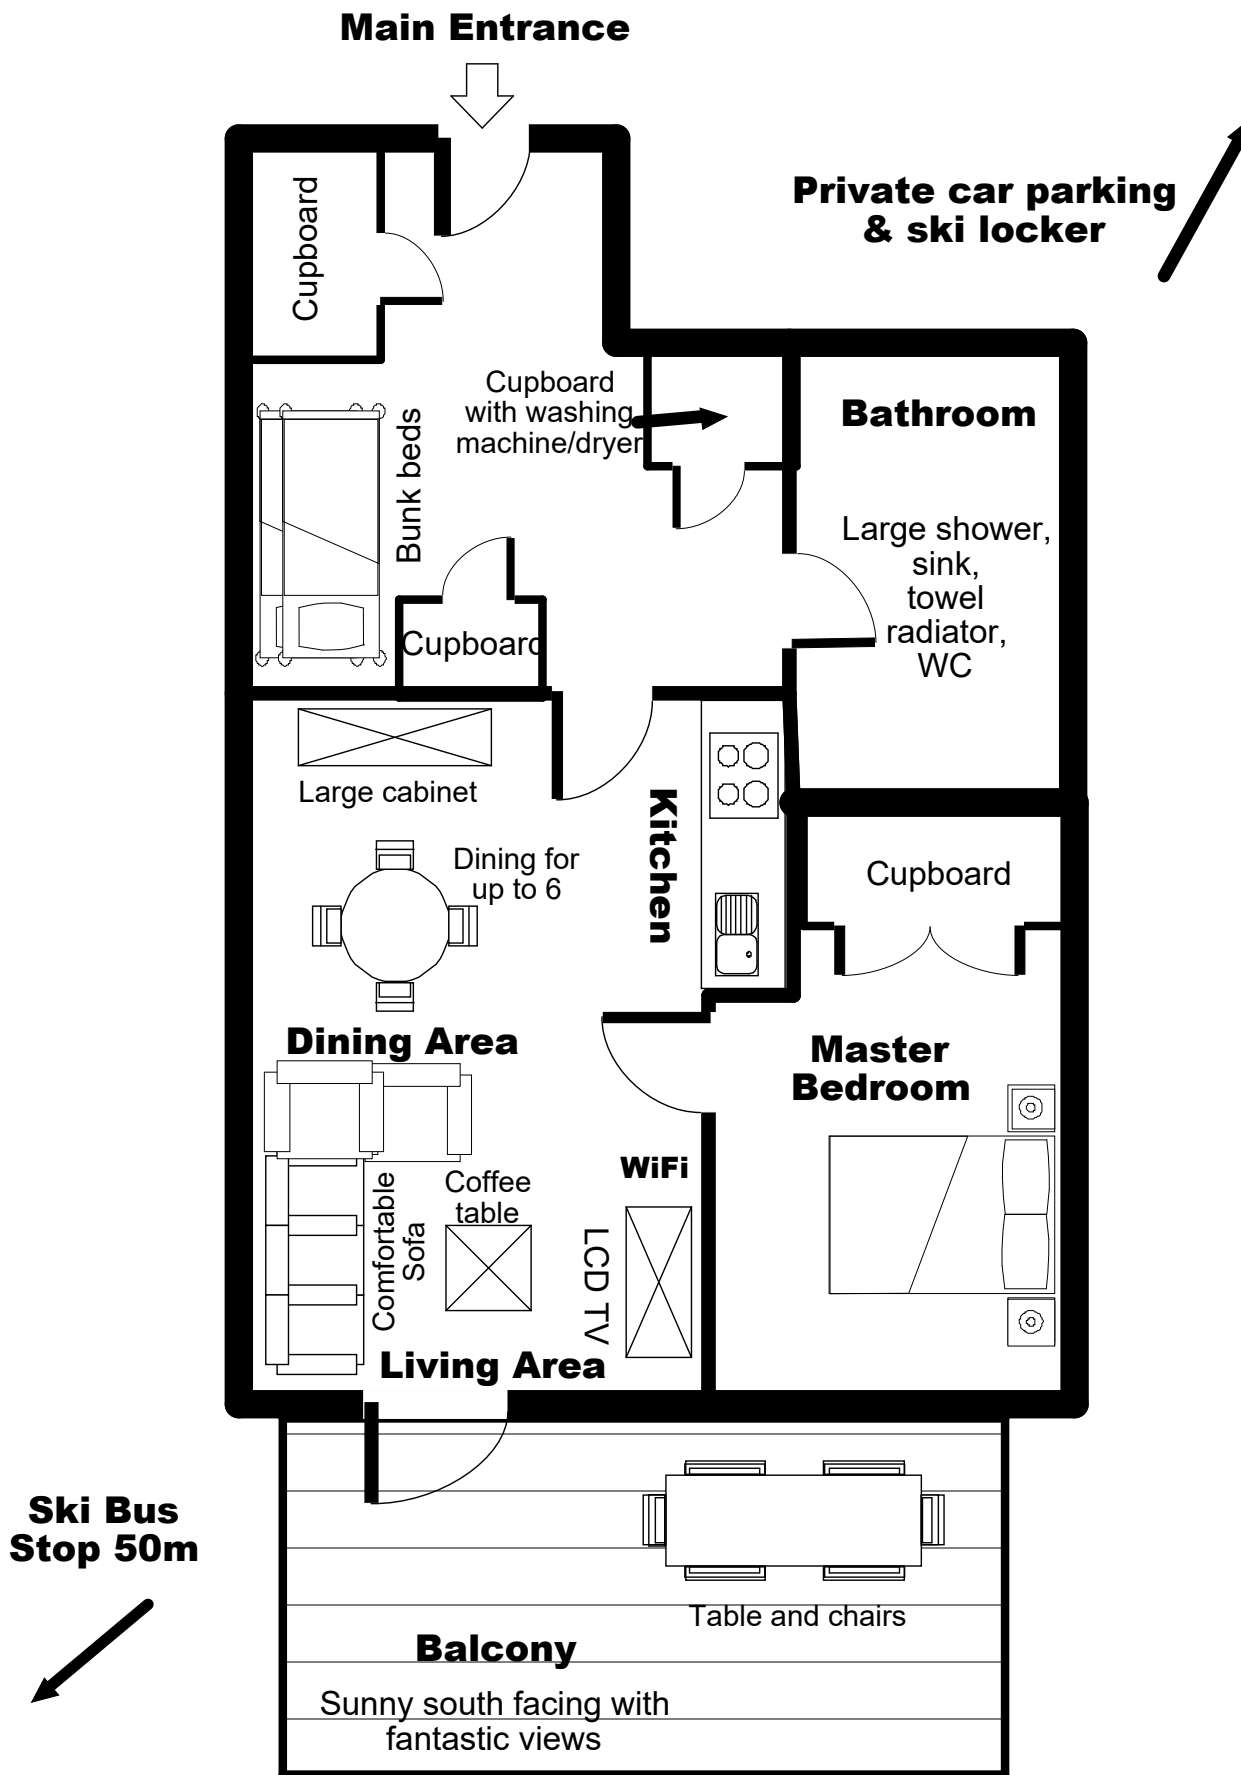 Main Entrance
Private car parking
& ski locker
Cupboard
Cupboard
with washing
machine/dryer
Bathroom
Bunk beds
Large shower,
sink,
towel
radiator,
WC
Cupboard
Large cabinet
Kitchen
Dining for
up to 6
Cupboard
Dining Area
Master
Bedroom
WiFi
Coffee
table
Comfortable
Sofa
LCD TV
Living Area
Ski Bus
Stop 50m
Table and chairs
Balcony
Sunny south facing with
fantastic views